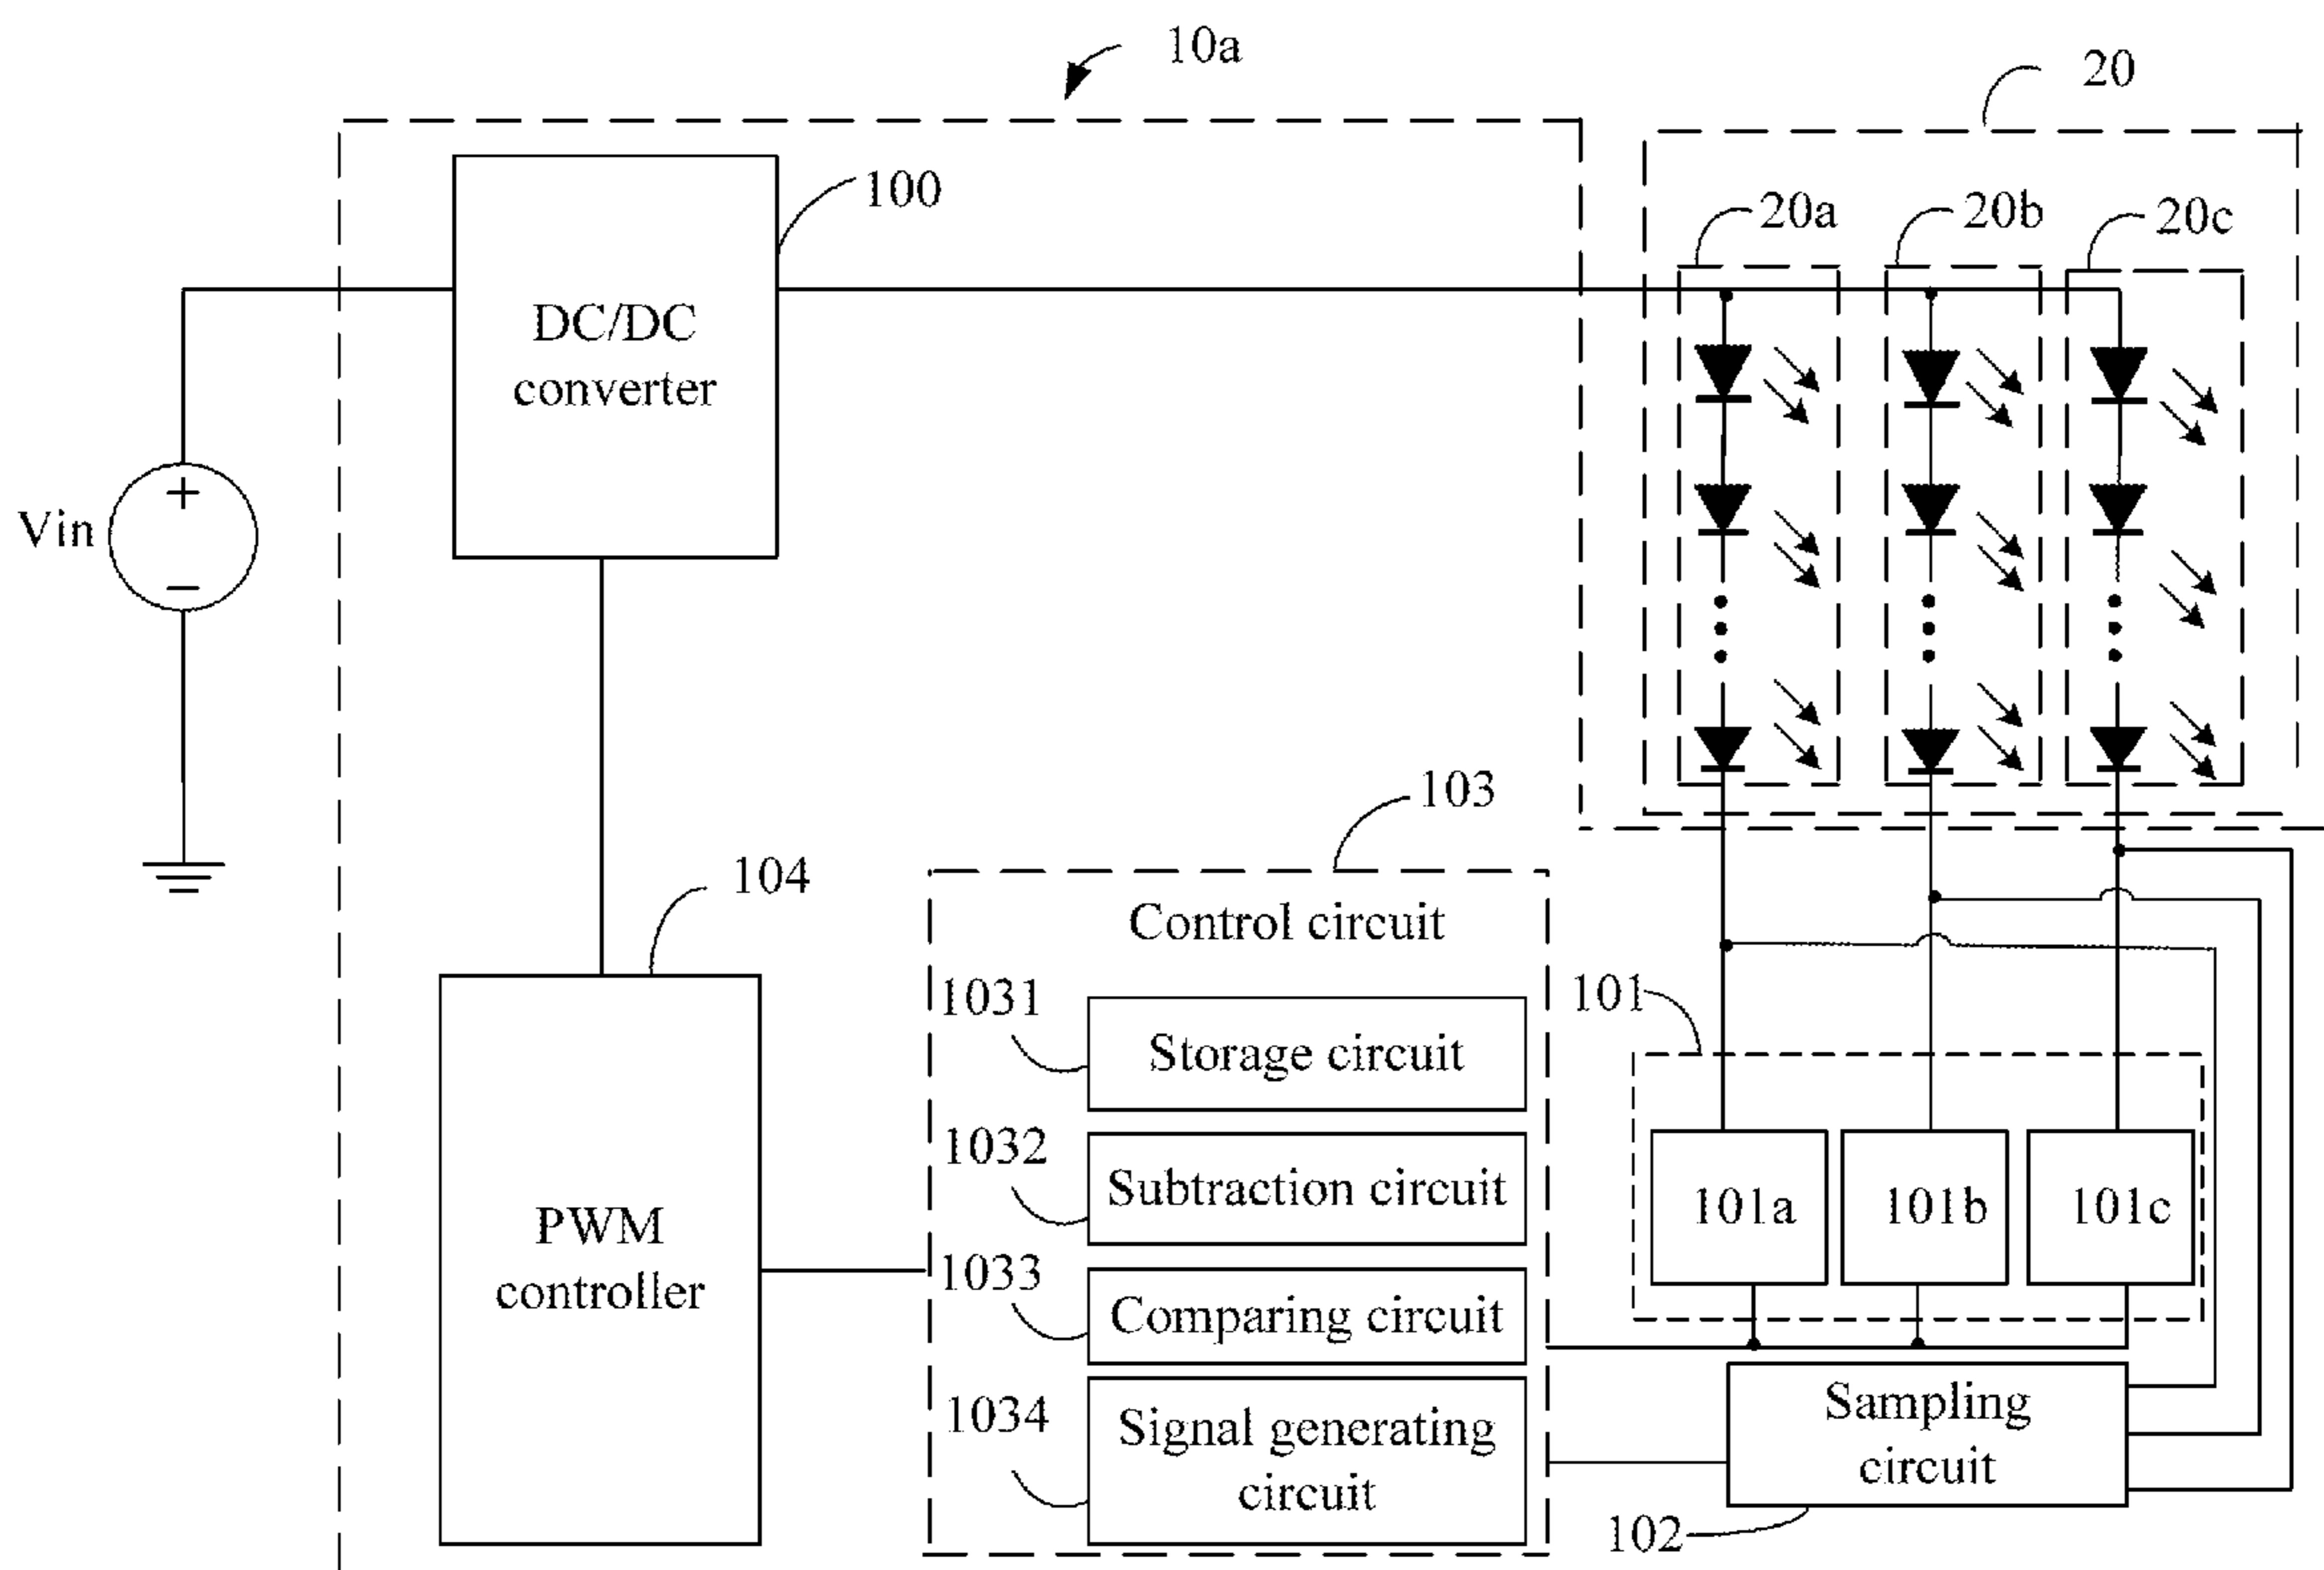 10a
20
100
20a
20b
20c
DC/DC
converter
+
Vin
−
103
104
Control circuit
1031
Storage circuit
101
1032
Subtraction circuit
101a
101b
101c
PWM
controller
1033
Comparing circuit
1034
Signal generating
circuit
Sampling
circuit
102